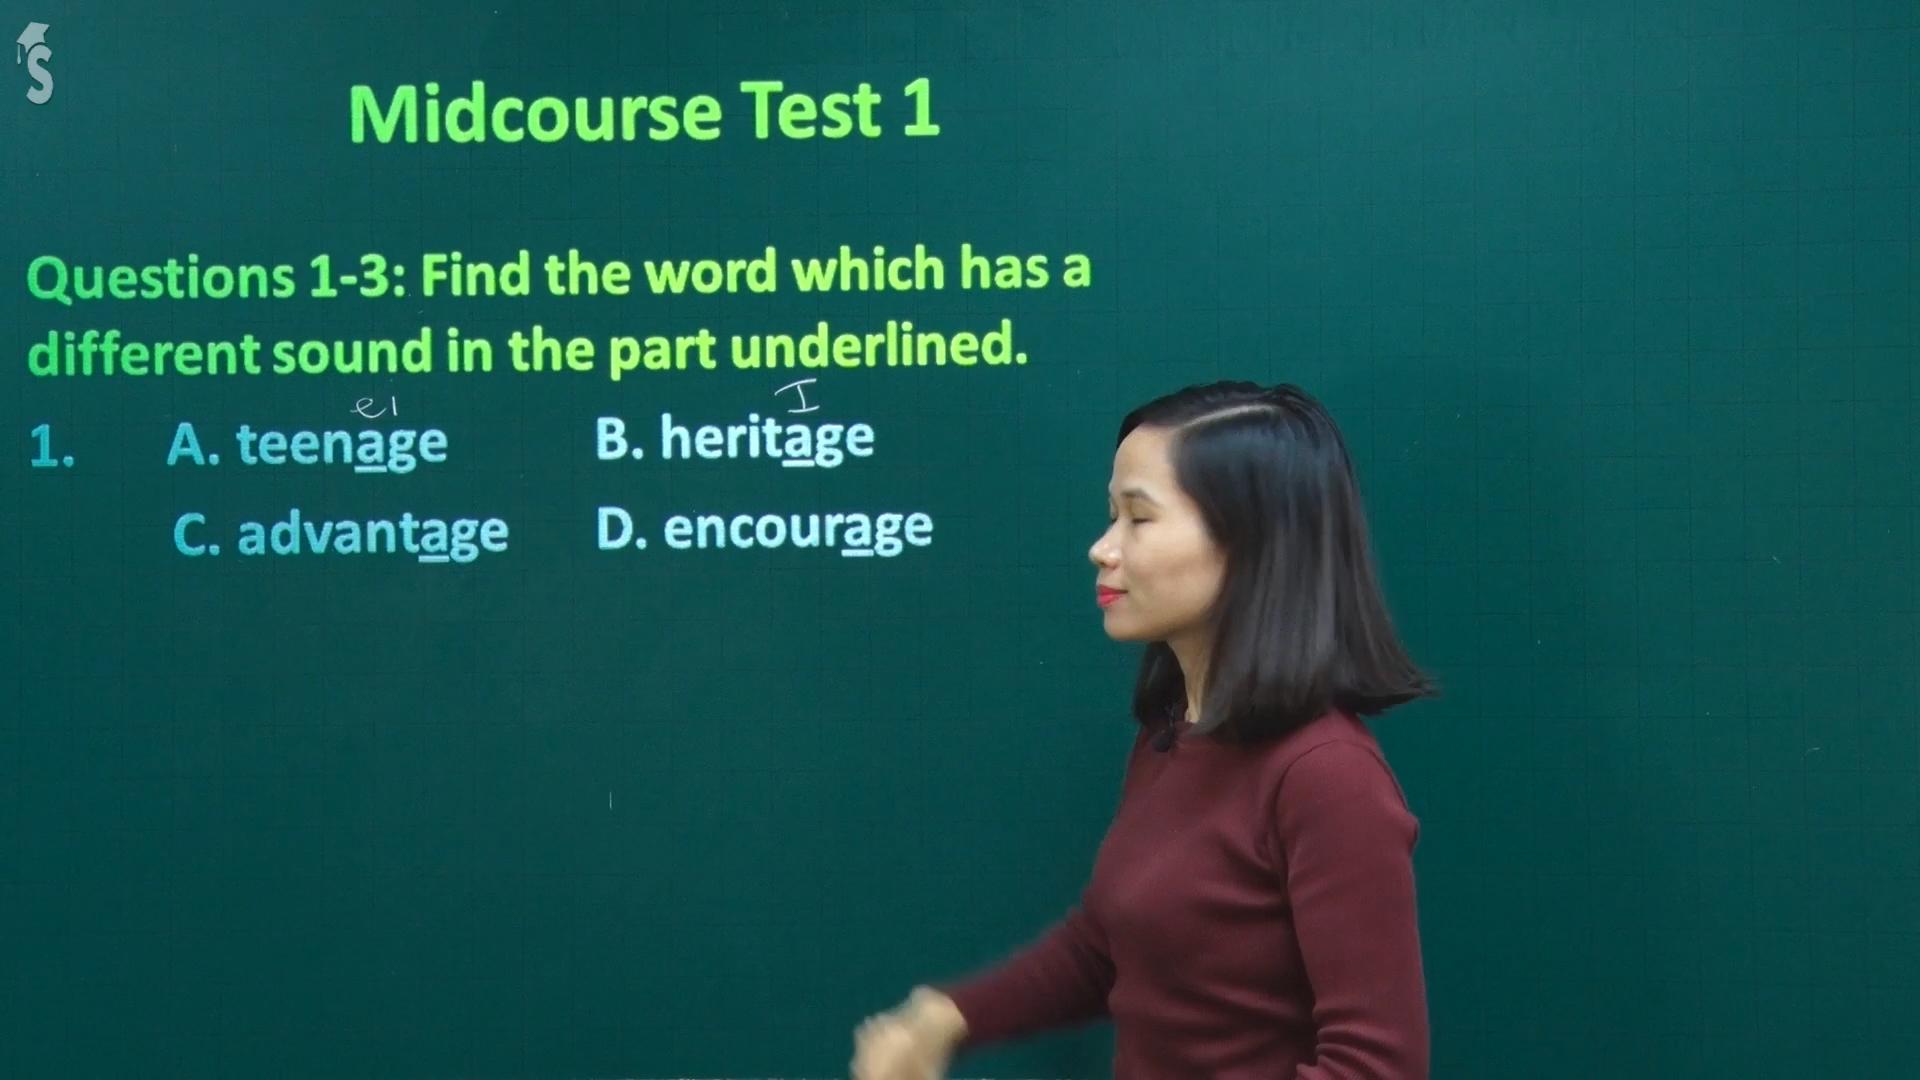 S
Midcourse Test 1
Questions 1-3: Find the word which has a
different sound in the part underlined.
eɪ I
1. A. teenage B. heritage
C. advantage D. encourage